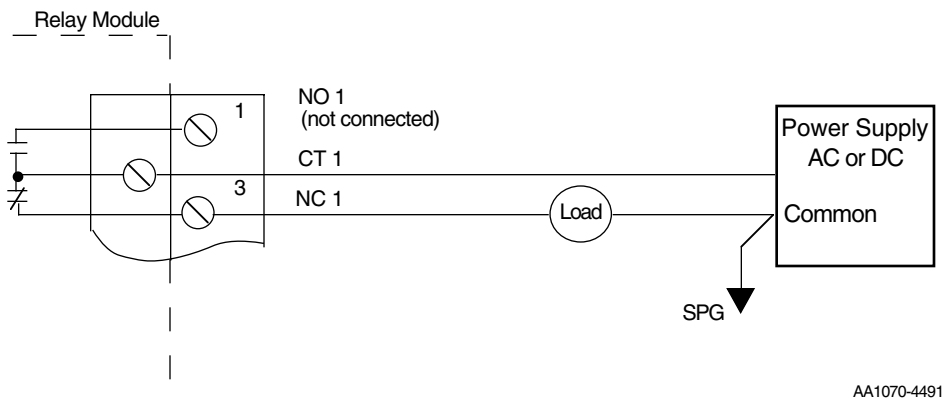 Relay Module
1
NO 1
(not connected)
CT 1
3
NC 1
Load
Power Supply
AC or DC
Common
SPG
AA1070-4491